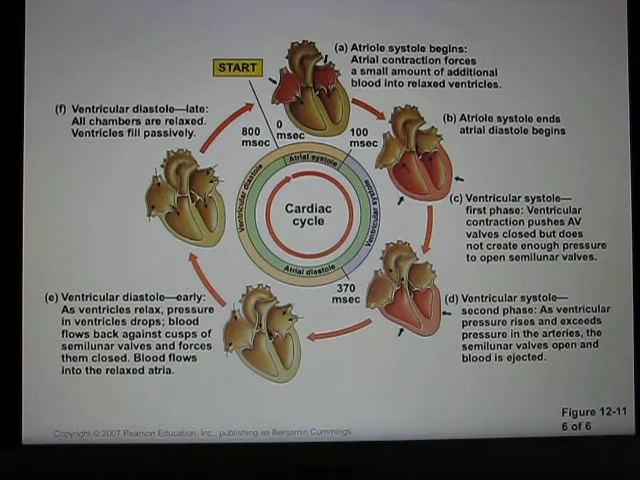 (a) Atriole systole begins:
Atrial contraction forces
a small amount of additional
blood into relaxed ventricles.
START
(f) Ventricular diastole—late:
All chambers are relaxed.
Ventricles fill passively.
(b) Atriole systole ends
atrial diastole begins
800
msec
0
msec
100
msec
Atrial systole
Ventricular diastole
Ventricular systole
Cardiac
cycle
Atrial diastole
(c) Ventricular systole—
first phase: Ventricular
contraction pushes AV
valves closed but does
not create enough pressure
to open semilunar valves.
370
msec
(e) Ventricular diastole—early:
As ventricles relax, pressure
in ventricles drops; blood
flows back against cusps of
semilunar valves and forces
them closed. Blood flows
into the relaxed atria.
(d) Ventricular systole—
second phase: As ventricular
pressure rises and exceeds
pressure in the arteries, the
semilunar valves open and
blood is ejected.
Figure 12-11
6 of 6
Copyright © 2007 Pearson Education, Inc. publishing as Benjamin Cummings